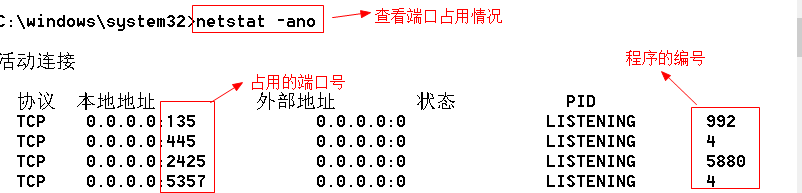 C:\windows\system32>netstat -ano 查看端口占用情况
活动连接 占用的端口号 程序的编号
协议 本地地址 外部地址 状态 PID
TCP 0.0.0.0:135 0.0.0.0:0 LISTENING 992
TCP 0.0.0.0:445 0.0.0.0:0 LISTENING 4
TCP 0.0.0.0:2425 0.0.0.0:0 LISTENING 5880
TCP 0.0.0.0:5357 0.0.0.0:0 LISTENING 4